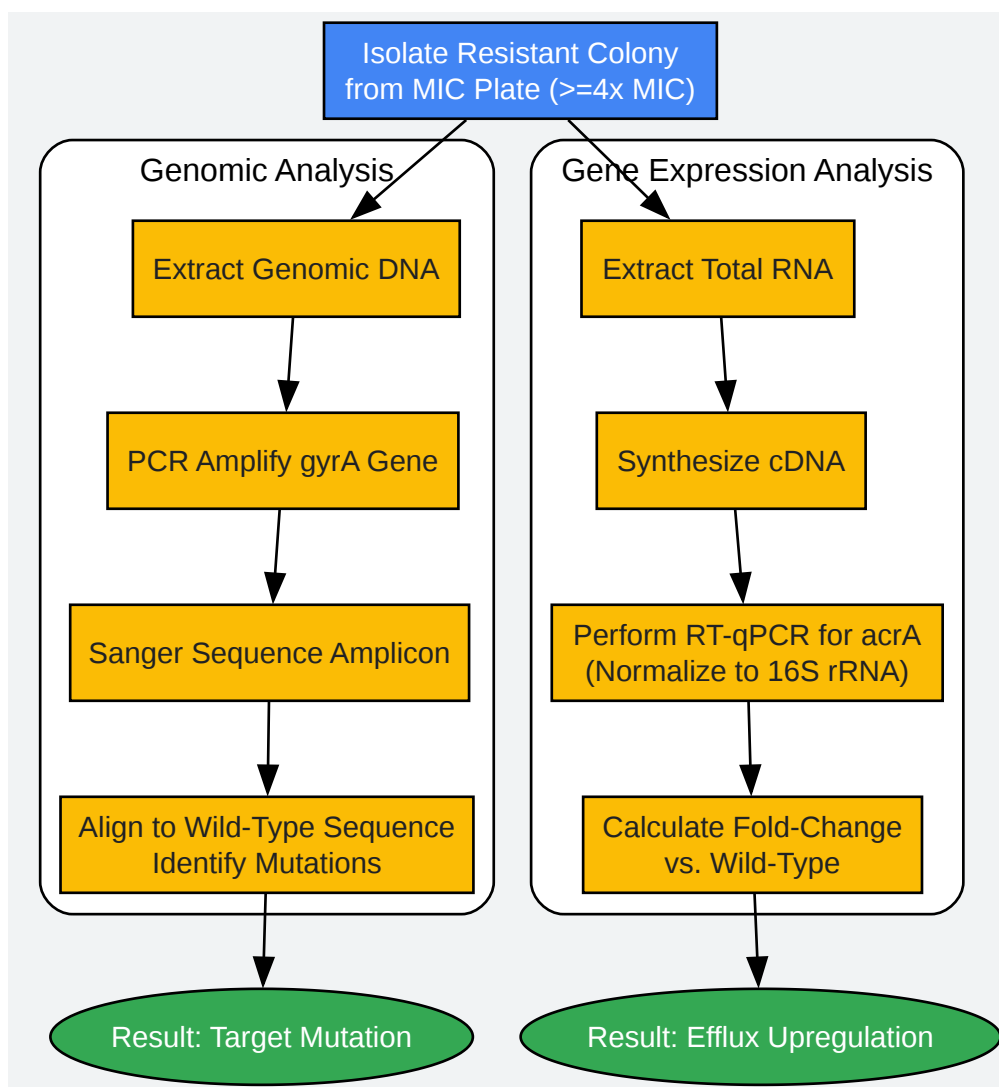 Isolate Resistant Colony
from MIC Plate (>=4x MIC)
Genomic Analysis
Extract Genomic DNA
PCR Amplify gyrA Gene
Sanger Sequence Amplicon
Align to Wild-Type Sequence
Identify Mutations
Result: Target Mutation
Gene Expression Analysis
Extract Total RNA
Synthesize cDNA
Perform RT-qPCR for acrA
(Normalize to 16S rRNA)
Calculate Fold-Change
vs. Wild-Type
Result: Efflux Upregulation